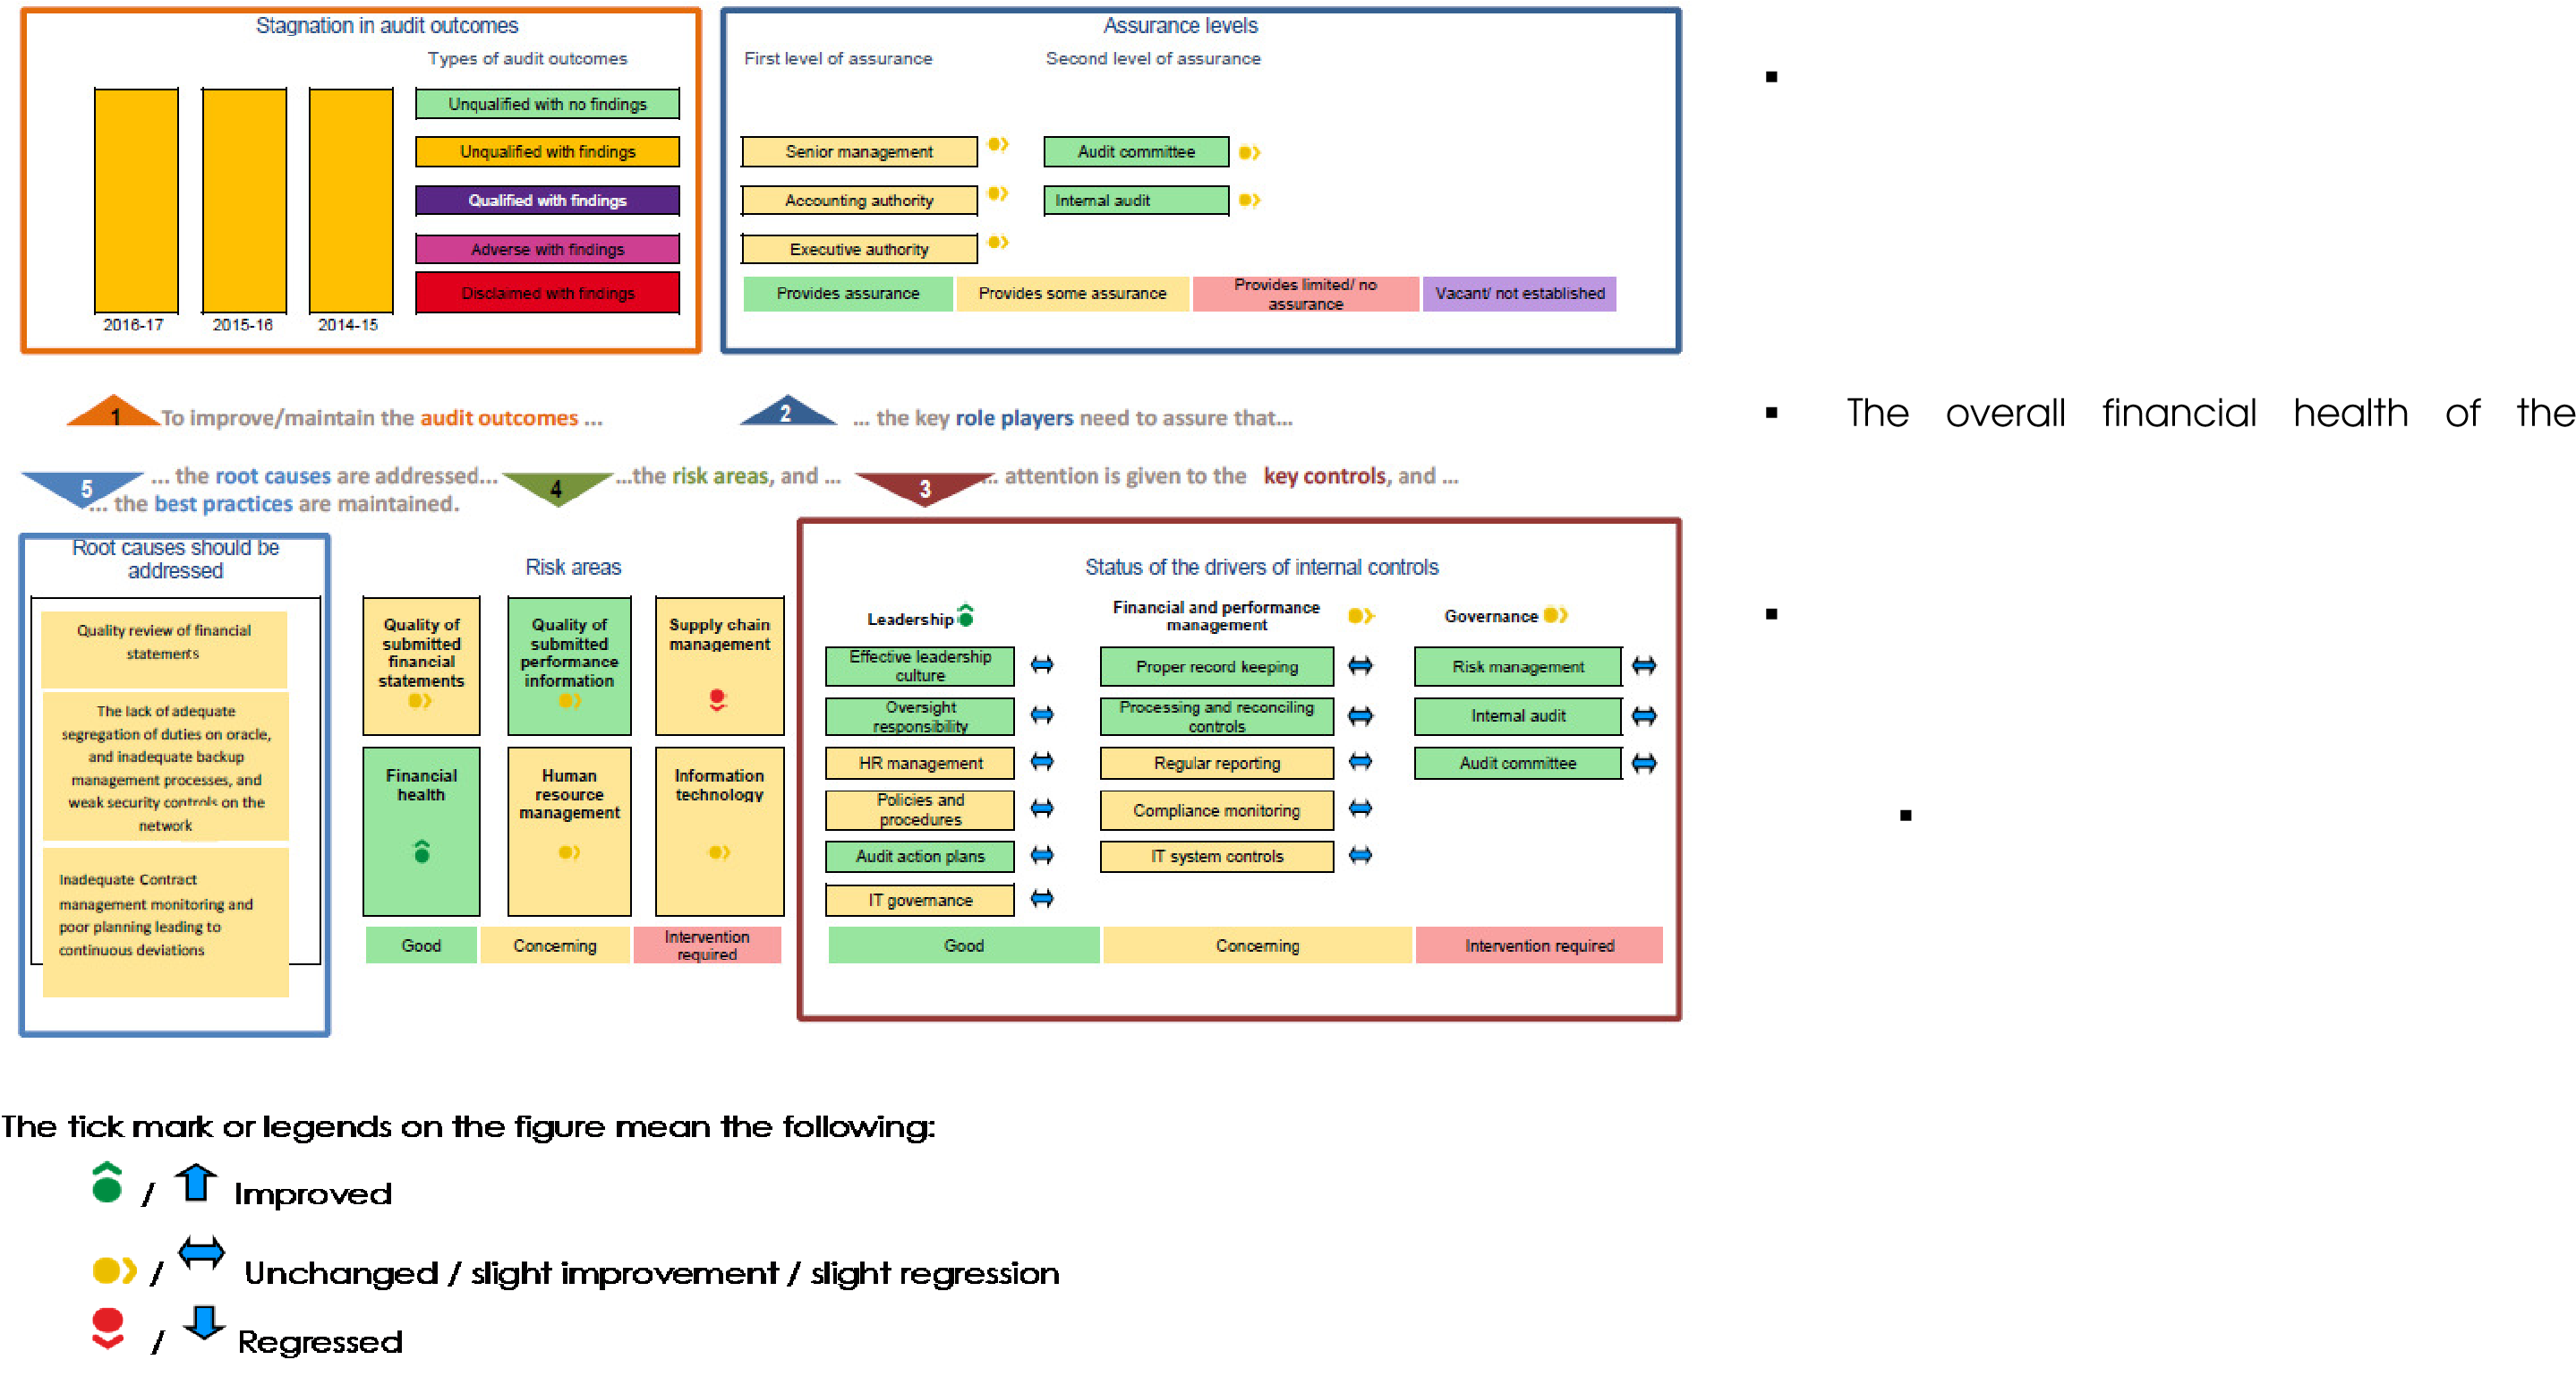 Stagnation in audit outcomes
Types of audit outcomes
Unqualified with no findings
Unqualified with findings
Qualified with findings
Adverse with findings
Disclaimed with findings
2016-17 2015-16 2014-15
Assurance levels
First level of assurance Second level of assurance
Senior management Audit committee
Accounting authority Internal audit
Executive authority
Provides assurance
Provides some assurance
Provides limited/ no
assurance
Vacant/ not established
1 To improve/maintain the audit outcomes ...
2 ... the key role players need to assure that...
5 ... the root causes are addressed...
... the best practices are maintained.
4 ...the risk areas, and ...
3 ... attention is given to the key controls, and ...
Root causes should be
addressed
Quality review of financial
statements
The lack of adequate
segregation of duties on oracle,
and inadequate backup
management processes, and
weak security controls on the
network
Inadequate Contract
management monitoring and
poor planning leading to
continuous deviations
Risk areas
Quality of
submitted
financial
statements
Quality of
submitted
performance
information
Supply chain
management
Financial
health
Human
resource
management
Information
technology
Good
Concerning
Intervention
required
Status of the drivers of internal controls
Leadership
Effective leadership
culture
Oversight
responsibility
HR management
Policies and
procedures
Audit action plans
IT governance
Financial and performance
management
Proper record keeping
Processing and reconciling
controls
Regular reporting
Compliance monitoring
IT system controls
Governance
Risk management
Internal audit
Audit committee
Good
Concerning
Intervention required
▪ The overall financial health of the
The tick mark or legends on the figure mean the following:
/ Improved
/ Unchanged / slight improvement / slight regression
/ Regressed